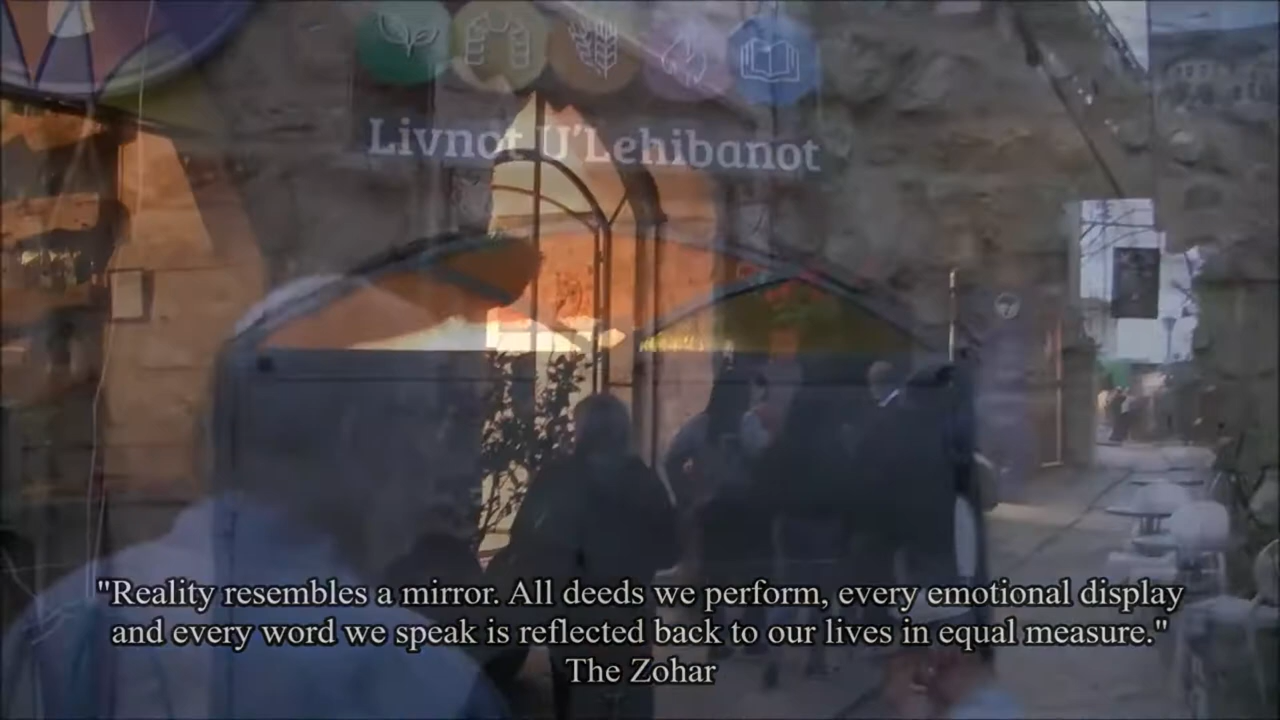 Livnot U'Lehibanot
"Reality resembles a mirror. All deeds we perform, every emotional display
and every word we speak is reflected back to our lives in equal measure."
The Zohar